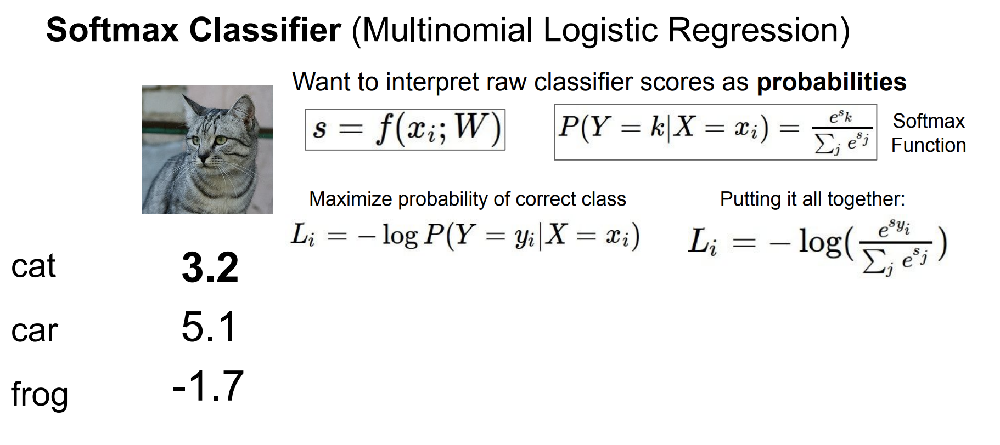 Softmax Classifier (Multinomial Logistic Regression)
Want to interpret raw classifier scores as probabilities
s = f(x_i; W)
P(Y = k|X = x_i) = \frac{e^{s_k}}{\sum_j e^{s_j}}
Softmax
Function
Maximize probability of correct class
L_i = -\log P(Y = y_i|X = x_i)
Putting it all together:
L_i = -\log(\frac{e^{s_{y_i}}}{\sum_j e^{s_j}})
cat 3.2
car 5.1
frog -1.7